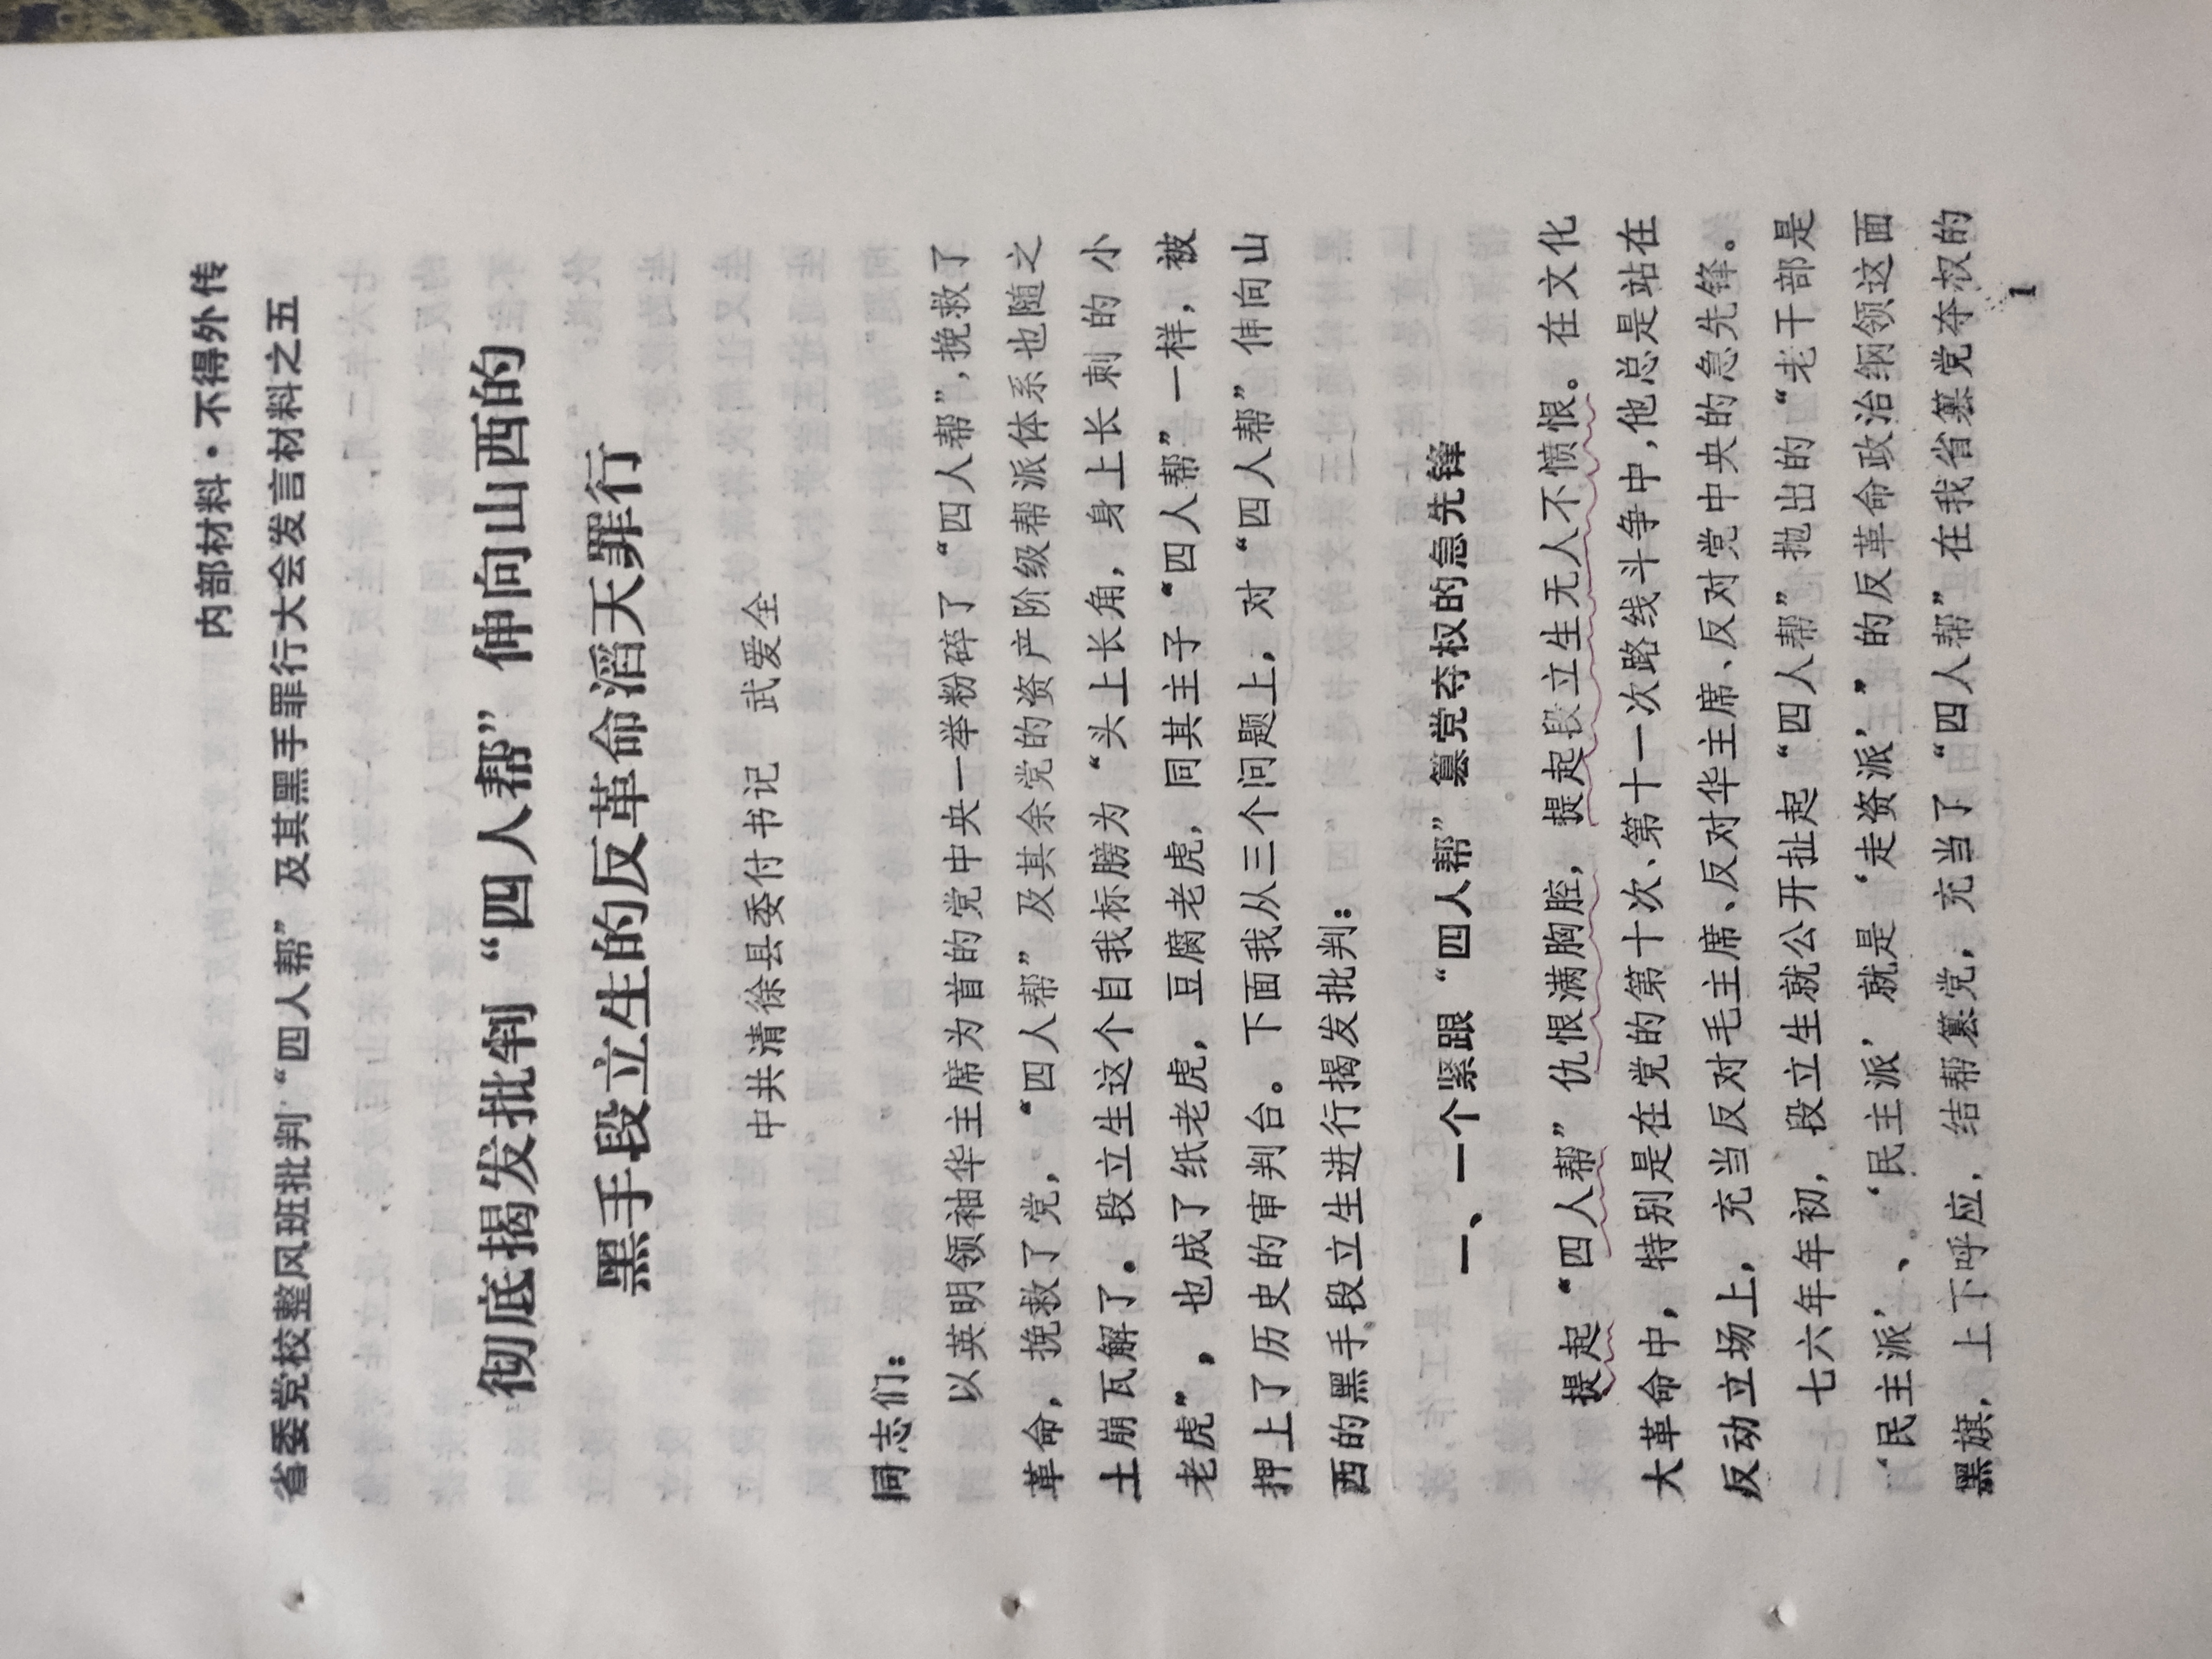 内部材料·不得外传
省委党校整风班批判“四人帮”及其黑手罪行大会发言材料之五
彻底揭发批判“四人帮”伸向山西的
黑手段立生的反革命滔天罪行
中共清徐县委付书记 武爱全
同志们：
以英明领袖华主席为首的党中央一举粉碎了“四人帮”，挽救了
革命，挽救了党，“四人帮”及其余党的资产阶级帮派体系也随之
土崩瓦解了。段立生这个自我标膀为“头上长角，身上长刺的小
老虎”，也成了纸老虎，豆腐老虎，同其主子“四人帮”一样，被
押上了历史的审判台。下面我从三个问题上，对“四人帮”伸向山
西的黑手段立生进行揭发批判：
一、一个紧跟“四人帮”篡党夺权的急先锋
提起“四人帮”仇恨满胸腔，提起段立生无人不愤恨。在文化
大革命中，特别是在党的第十次、第十一次路线斗争中，他总是站在
反动立场上，充当反对毛主席、反对华主席、反对党中央的急先锋。
七六年年初，段立生就公开扯起“四人帮”抛出的“老干部是
‘民主派’、‘民主派’就是‘走资派’”的反革命政治纲领这面
黑旗，上下呼应，结帮篡党，充当了“四人帮”在我省篡党夺权的
1